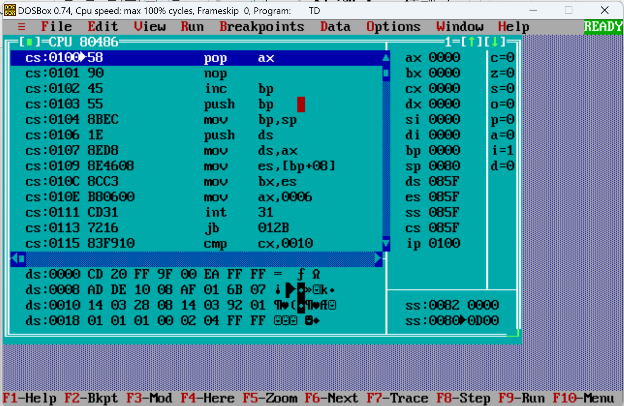 DOSBox 0.74, Cpu speed: max 100% cycles, Frameskip 0, Program: TD
≡ File Edit View Run Breakpoints Data Options Window Help READY
[■]=CPU 80486 1=[↑][↓]
cs:0100►58 pop ax ax 0000 c=0
cs:0101 90 nop bx 0000 z=0
cs:0102 45 inc bp cx 0000 s=0
cs:0103 55 push bp dx 0000 o=0
cs:0104 8BEC mov bp,sp si 0000 p=0
cs:0106 1E push ds di 0000 a=0
cs:0107 8ED8 mov ds,ax bp 0000 i=1
cs:0109 8E4608 mov es,[bp+08] sp 0080 d=0
cs:010C 8CC3 mov bx,es ds 085F
cs:010E B80600 mov ax,0006 es 085F
cs:0111 CD31 int 31 ss 085F
cs:0113 7216 jb 012B cs 085F
cs:0115 83F910 cmp cx,0010 ip 0100
ds:0000 CD 20 FF 9F 00 EA FF FF = ƒ Ω
ds:0008 AD DE 10 08 AF 01 6B 07
ds:0010 14 03 28 08 14 03 92 01 ss:0082 0000
ds:0018 01 01 01 00 02 04 FF FF ss:0080►0D00
F1-Help F2-Bkpt F3-Mod F4-Here F5-Zoom F6-Next F7-Trace F8-Step F9-Run F10-Menu